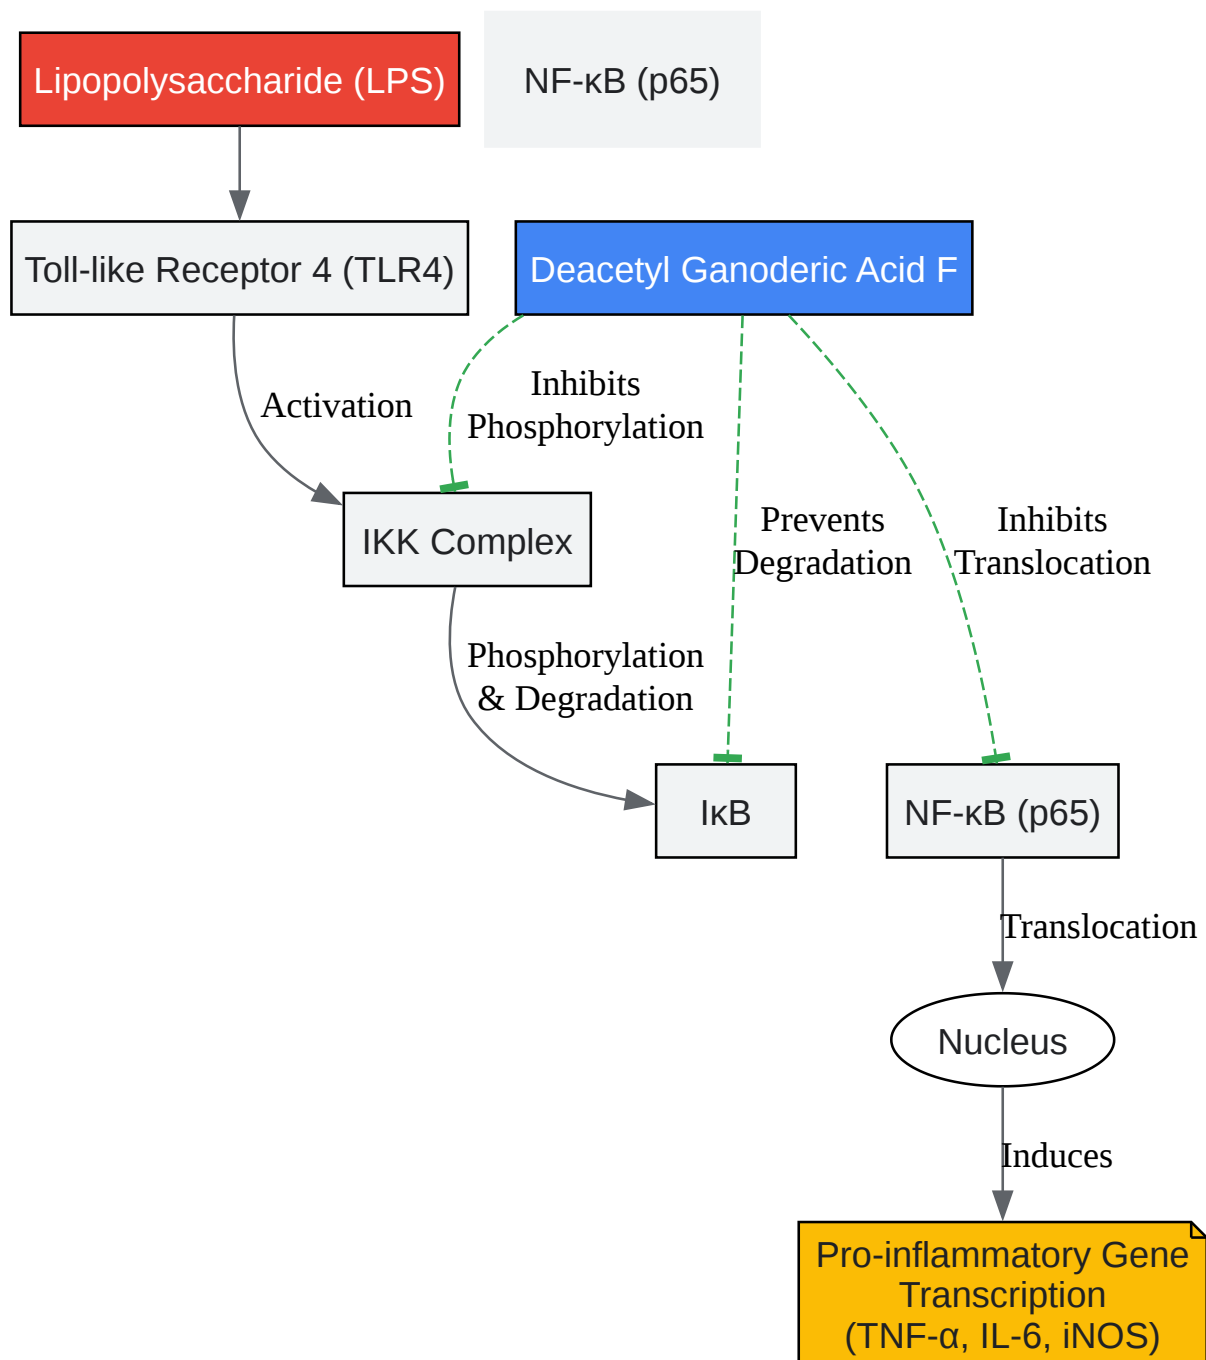 Lipopolysaccharide (LPS)
NF-κB (p65)
Toll-like Receptor 4 (TLR4)
Deacetyl Ganoderic Acid F
Activation
Inhibits
Phosphorylation
IKK Complex
Prevents
Degradation
Inhibits
Translocation
Phosphorylation
& Degradation
IκB
NF-κB (p65)
Translocation
Nucleus
Induces
Pro-inflammatory Gene
Transcription
(TNF-α, IL-6, iNOS)